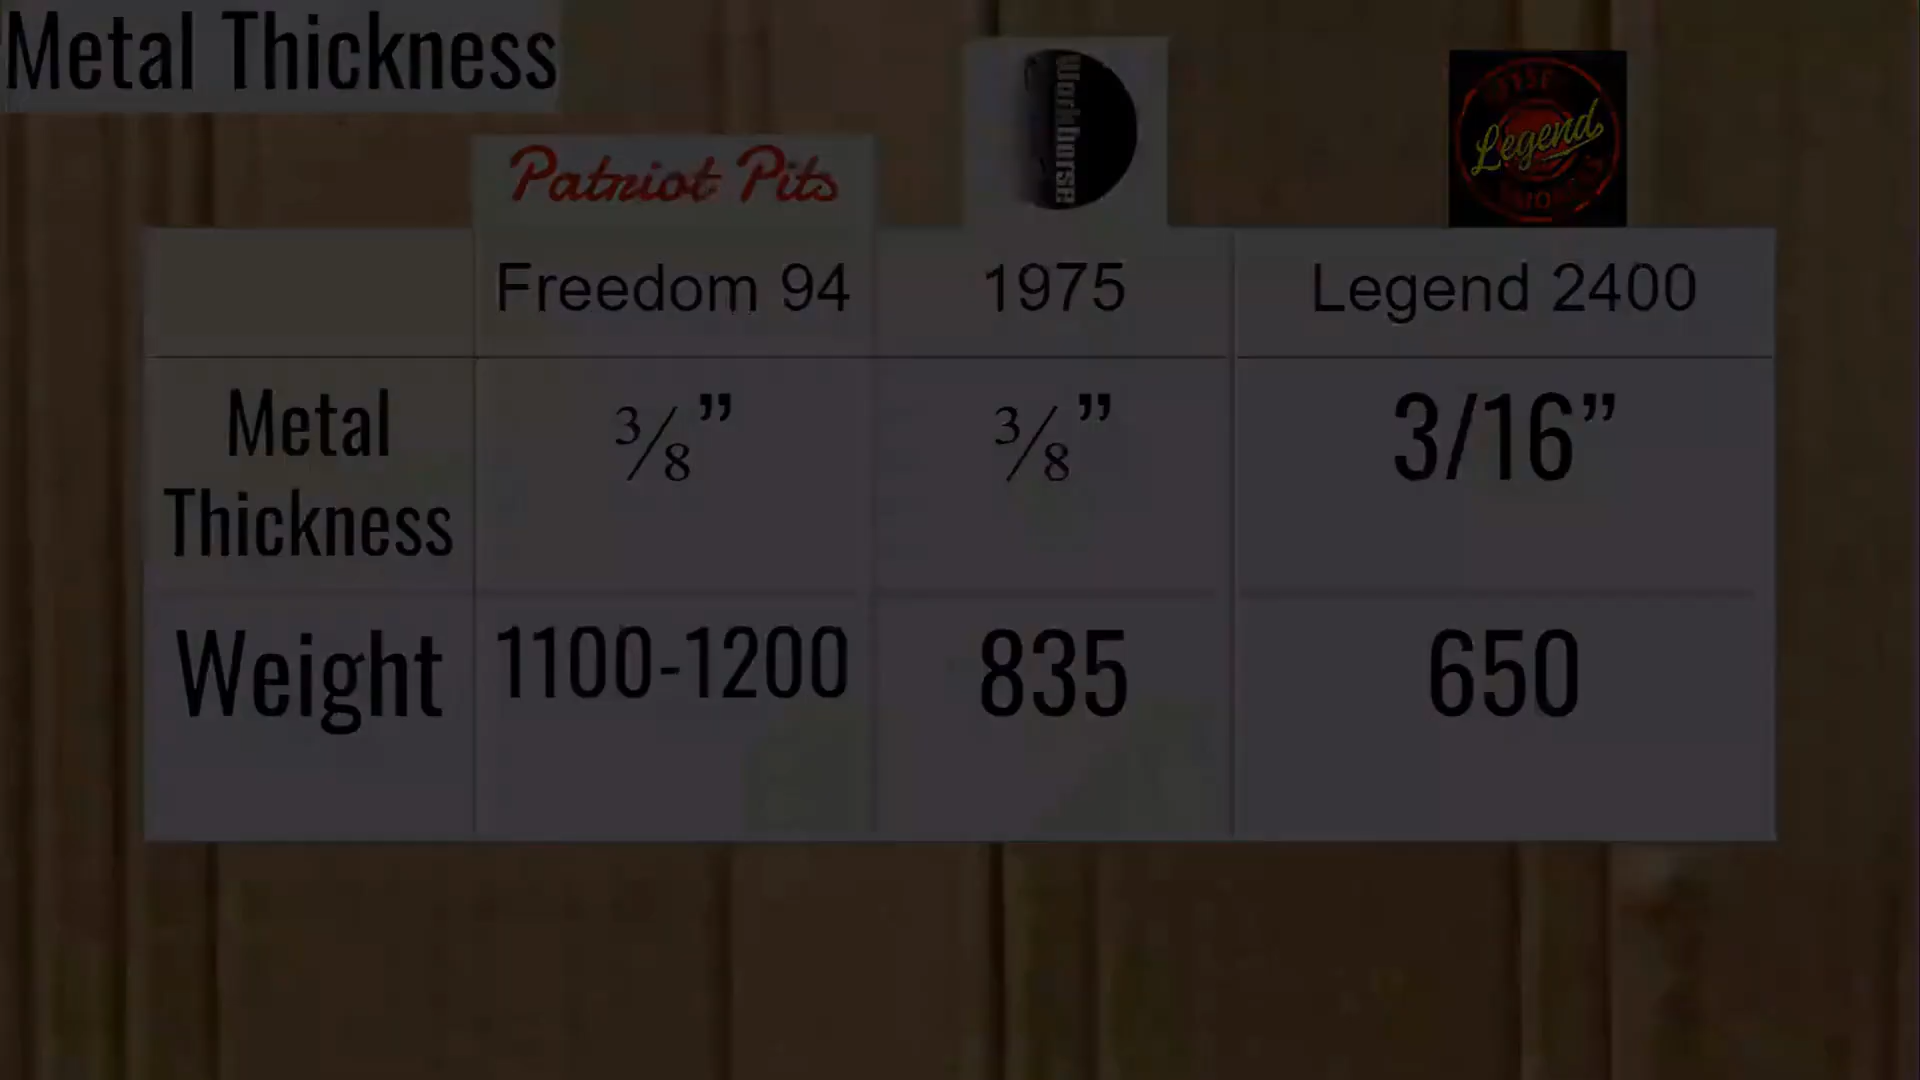 Metal Thickness
Patriot Pits
Workhorse
Legend
Freedom 94
1975
Legend 2400
Metal
Thickness
⅜”
⅜”
3/16”
Weight
1100-1200
835
650